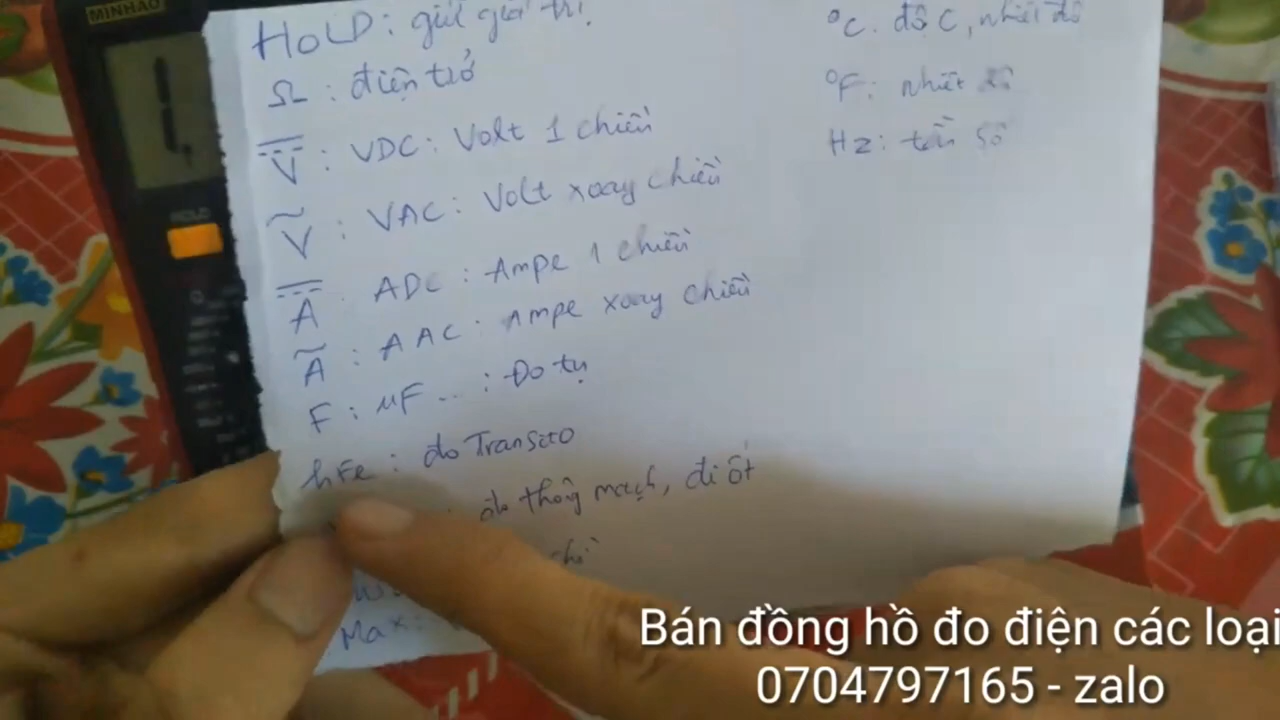 MINHAO
HOLD
HOLD: giữ giá trị
Ω : điện trở
V : VDC: Volt 1 chiều
~
V : VAC: Volt xoay chiều
A : ADC : Ampe 1 chiều
~
A : AAC : Ampe xoay chiều
F : µF ... : Đo tụ
hFe : đo Transito
: đo thông mạch, đi ốt
Max:
°C. độ C, nhiệt độ
°F: nhiệt độ
Hz: tần số
Bán đồng hồ đo điện các loại
0704797165 - zalo